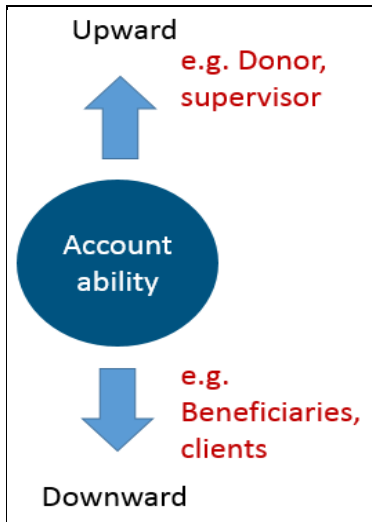 Upward
e.g. Donor,
supervisor
Account
ability
e.g.
Beneficiaries,
clients
Downward